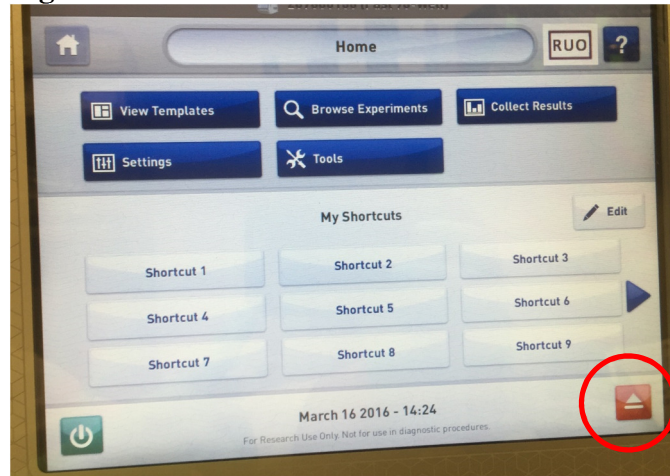 Home
RUO ?
View Templates
Browse Experiments
Collect Results
Settings
Tools
My Shortcuts
Edit
Shortcut 1
Shortcut 2
Shortcut 3
Shortcut 4
Shortcut 5
Shortcut 6
Shortcut 7
Shortcut 8
Shortcut 9
March 16 2016 - 14:24
For Research Use Only. Not for use in diagnostic procedures.